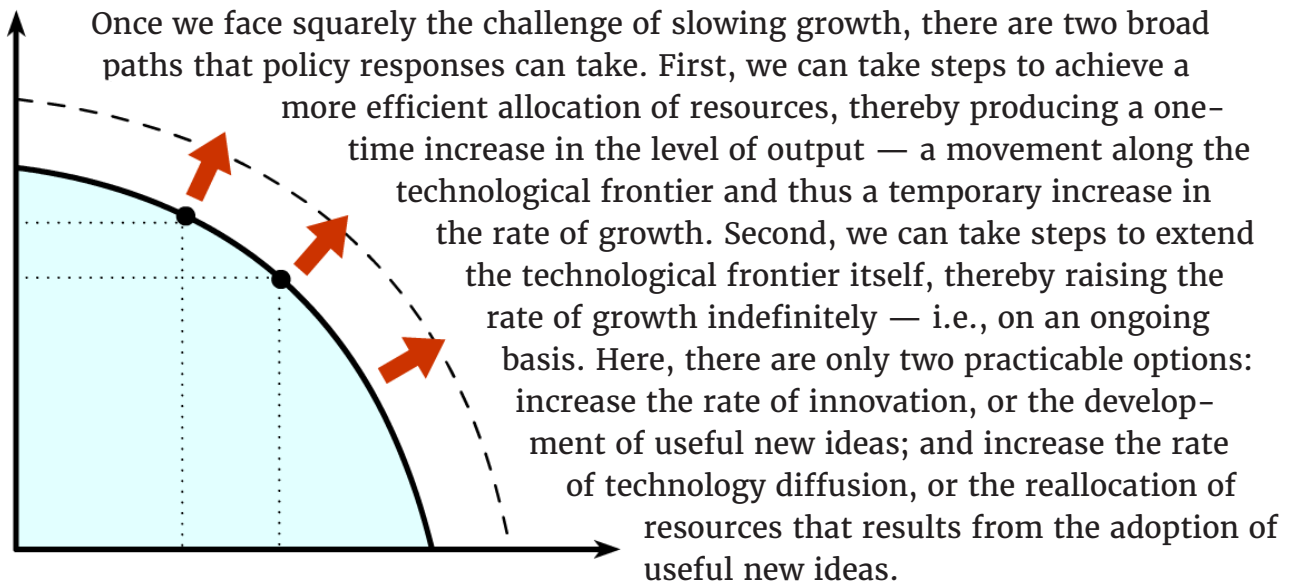 Once we face squarely the challenge of slowing growth, there are two broad
paths that policy responses can take. First, we can take steps to achieve a
more efficient allocation of resources, thereby producing a one-
time increase in the level of output — a movement along the
technological frontier and thus a temporary increase in
the rate of growth. Second, we can take steps to extend
the technological frontier itself, thereby raising the
rate of growth indefinitely — i.e., on an ongoing
basis. Here, there are only two practicable options:
increase the rate of innovation, or the develop-
ment of useful new ideas; and increase the rate
of technology diffusion, or the reallocation of
resources that results from the adoption of
useful new ideas.